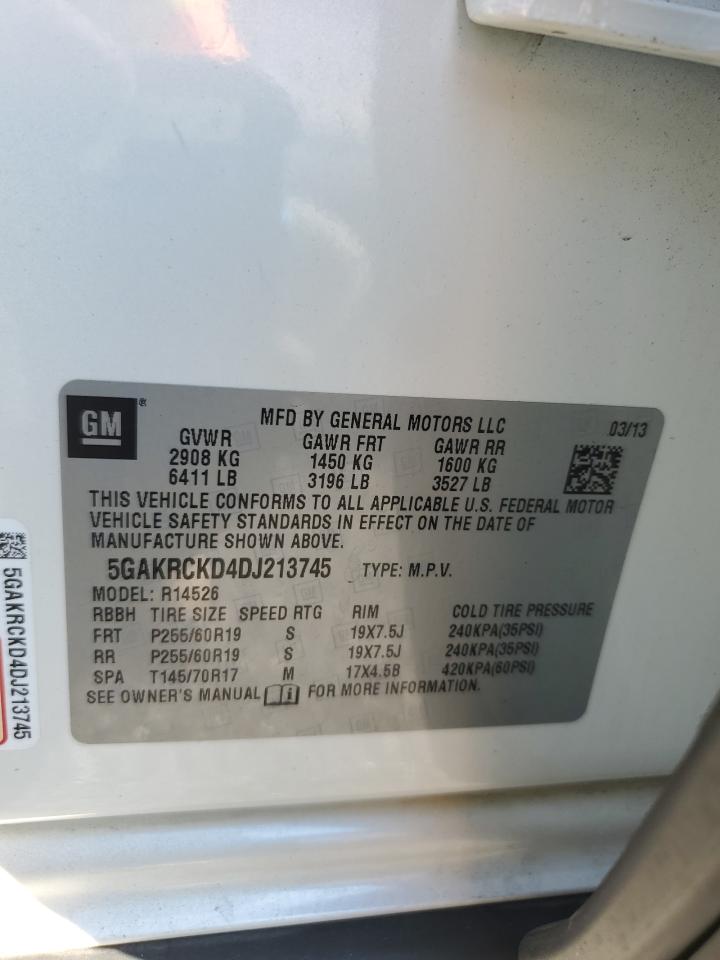 GM ®
MFD BY GENERAL MOTORS LLC 03/13
GVWR GAWR FRT GAWR RR
2908 KG 1450 KG 1600 KG
6411 LB 3196 LB 3527 LB
THIS VEHICLE CONFORMS TO ALL APPLICABLE U.S. FEDERAL MOTOR
VEHICLE SAFETY STANDARDS IN EFFECT ON THE DATE OF
MANUFACTURE SHOWN ABOVE.
5GAKRCKD4DJ213745 TYPE: M.P.V.
MODEL: R14526
RBBH TIRE SIZE SPEED RTG RIM COLD TIRE PRESSURE
FRT P255/60R19 S 19X7.5J 240KPA(35PSI)
RR P255/60R19 S 19X7.5J 240KPA(35PSI)
SPA T145/70R17 M 17X4.5B 420KPA(60PSI)
SEE OWNER'S MANUAL i FOR MORE INFORMATION.
5GAKRCKD4DJ213745